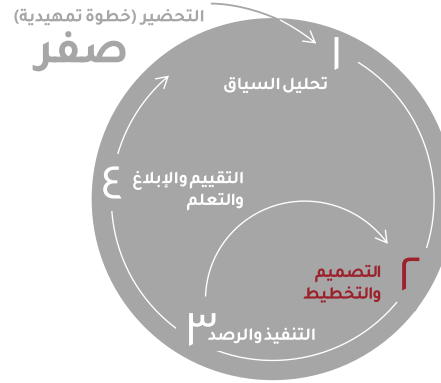 التحضير (خطوة تمهيدية)
صفر
١
تحليل السياق
٢
التصميم
والتخطيط
٣
التنفيذ والرصد
٤
التقييم والإبلاغ
والتعلم